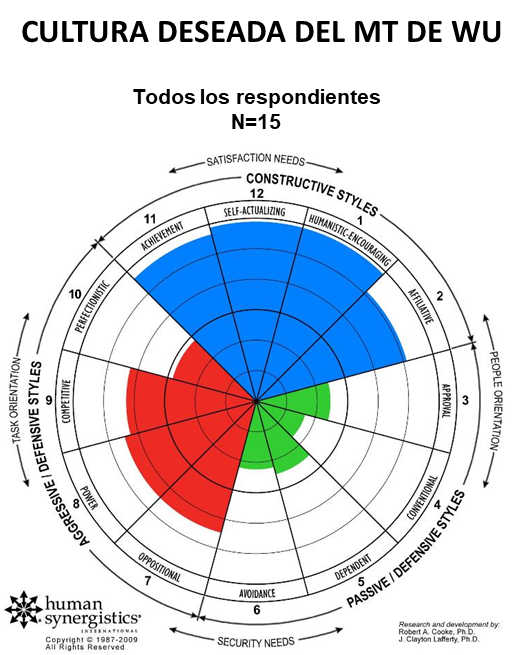 CULTURA DESEADA DEL MT DE WU
Todos los respondientes
N=15
SATISFACTION NEEDS
CONSTRUCTIVE STYLES
12
SELF-ACTUALIZING
11
ACHIEVEMENT
1
HUMANISTIC-ENCOURAGING
10
PERFECTIONISTIC
2
AFFILIATIVE
TASK ORIENTATION
AGGRESSIVE / DEFENSIVE STYLES
9
COMPETITIVE
APPROVAL
3
PEOPLE ORIENTATION
8
POWER
CONVENTIONAL
4
PASSIVE / DEFENSIVE STYLES
7
OPPOSITIONAL
DEPENDENT
5
AVOIDANCE
6
SECURITY NEEDS
human
synergistics®
INTERNATIONAL
Copyright © 1987-2009
All Rights Reserved
Research and development by:
Robert A. Cooke, Ph.D.
J. Clayton Lafferty, Ph.D.